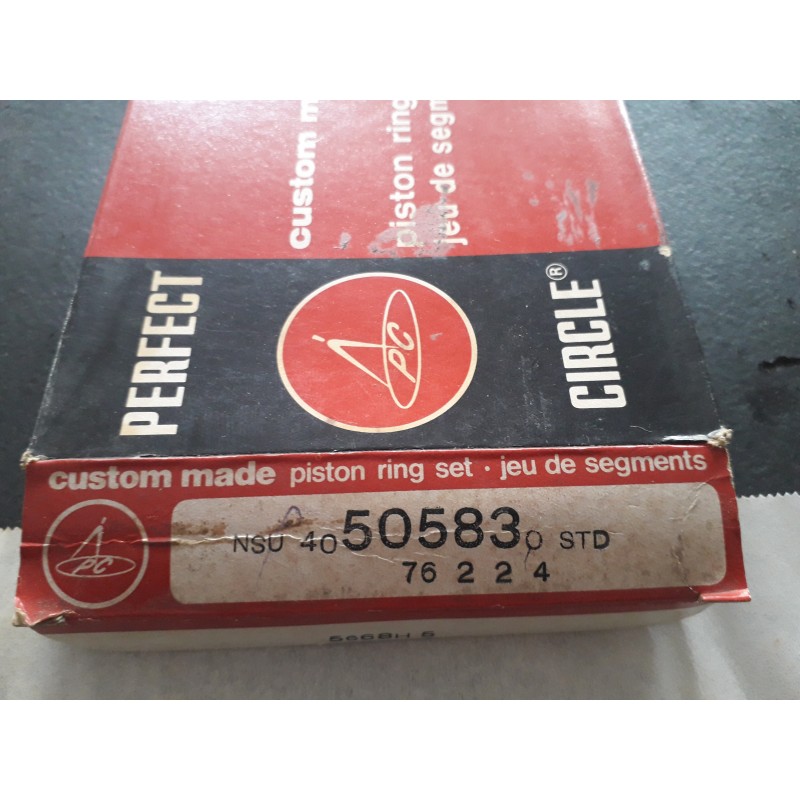 custom m
piston ring
jeu de segm
PERFECT
PC
CIRCLE®
custom made piston ring set · jeu de segments
PC
NSU 40 50583 0 STD
76 2 2 4